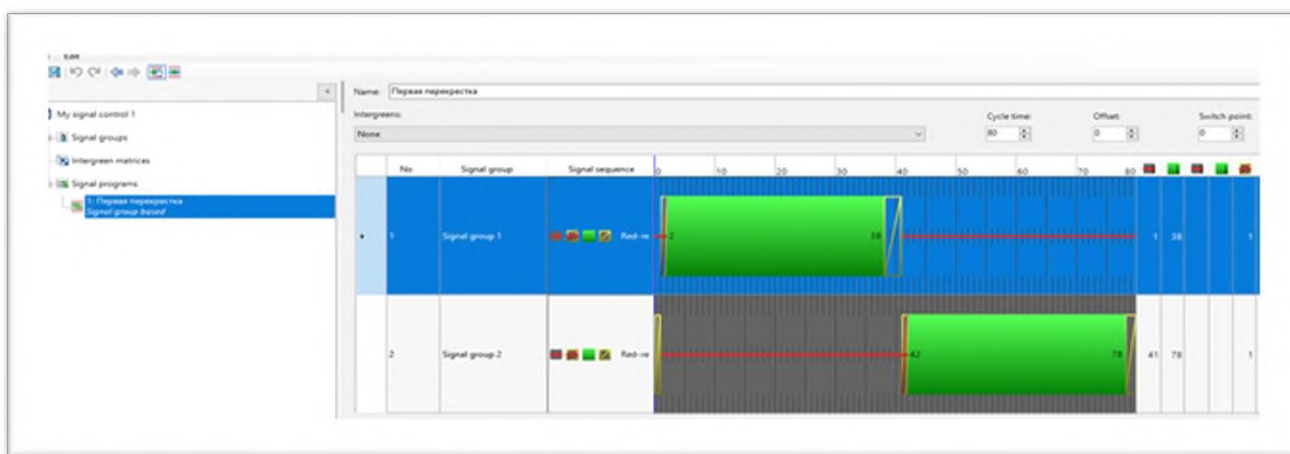 Edit
Name: Первая перекрестка
My signal control 1
Intergreens:
Cycle time:
Offset:
Switch point:
Signal groups
None
80
0
0
Intergreen matrices
No
Signal group
Signal sequence
0 10 20 30 40 50 60 70 80
Signal programs
1: Первая перекрестка
Signal group based
1 Signal group 1 Red-re 2 38 1 38 1
2 Signal group 2 Red-re 42 78 41 78 1